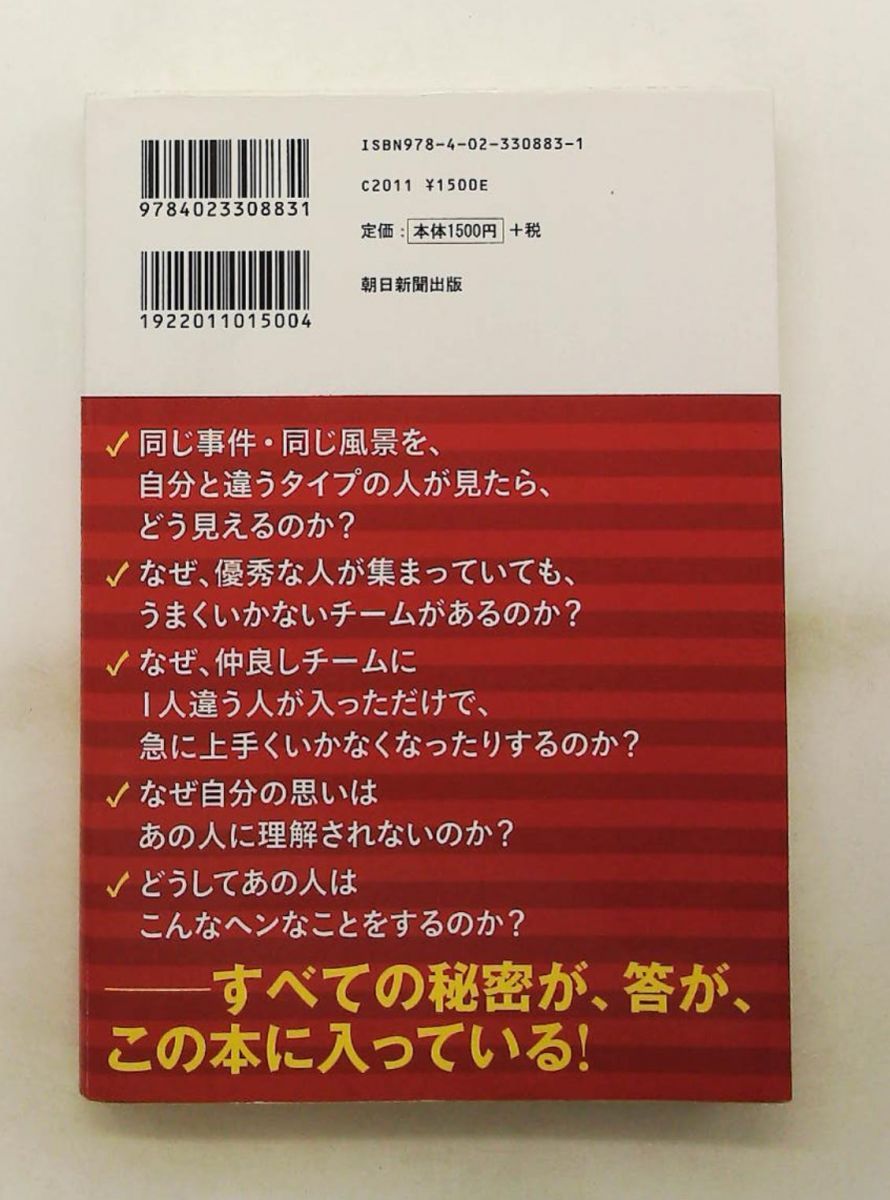 9784023308831
ISBN978-4-02-330883-1
C2011 ¥1500E
定価：本体1500円＋税
1922011015004
朝日新聞出版
✓同じ事件・同じ風景を、
自分と違うタイプの人が見たら、
どう見えるのか？
✓なぜ、優秀な人が集まっていても、
うまくいかないチームがあるのか？
✓なぜ、仲良しチームに
1人違う人が入っただけで、
急に上手くいかなくなったりするのか？
✓なぜ自分の思いは
あの人に理解されないのか？
✓どうしてあの人は
こんなヘンなことをするのか？
――すべての秘密が、答が、
この本に入っている！